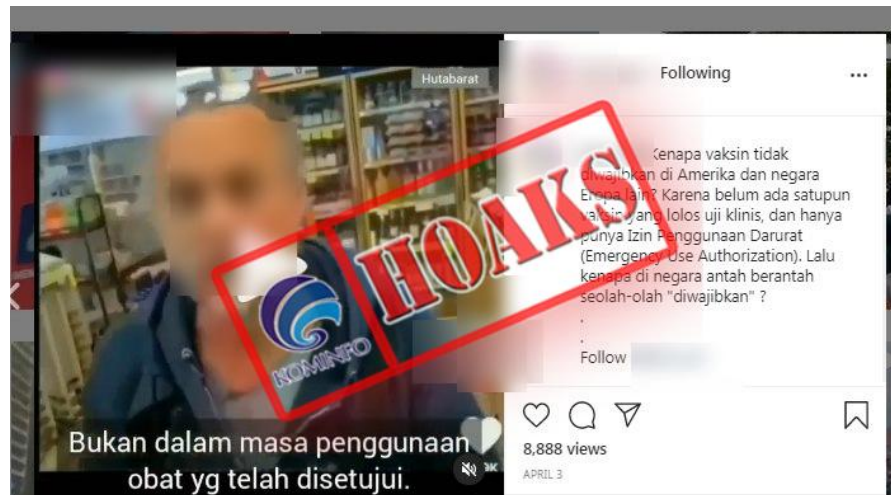 Hutabarat
Following
Kenapa vaksin tidak
diwajibkan di Amerika dan negara
Eropa lain? Karena belum ada satupun
vaksin yang lolos uji klinis, dan hanya
punya Izin Penggunaan Darurat
(Emergency Use Authorization). Lalu
kenapa di negara antah berantah
seolah-olah "diwajibkan" ?
.
.
Follow
HOAKS
KOMINFO
Bukan dalam masa penggunaan
obat yg telah disetujui.
8,888 views
APRIL 3